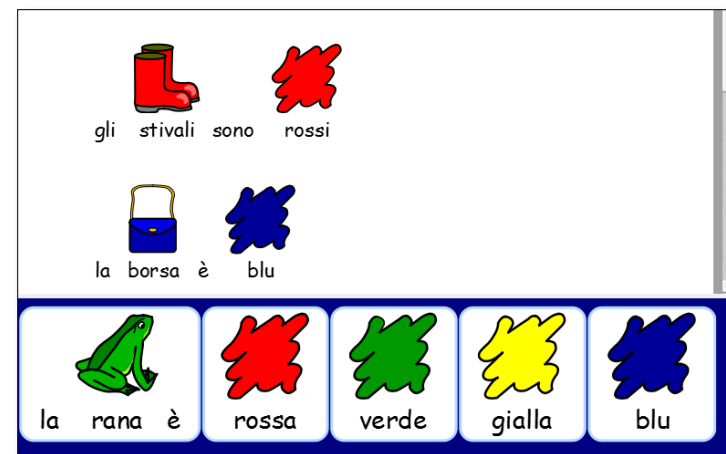 gli stivali sono rossi
la borsa è blu
la rana è rossa verde gialla blu